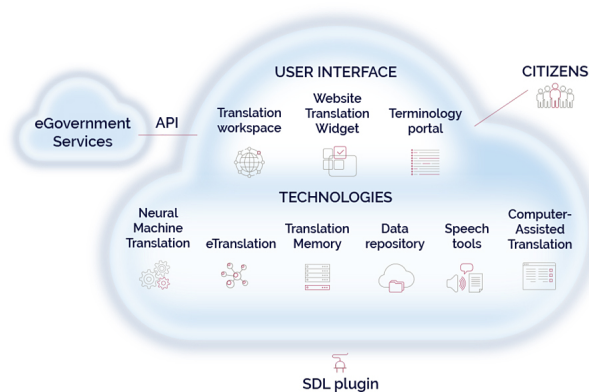 USER INTERFACE
CITIZENS
eGovernment
Services
API
Translation
workspace
Website
Translation
Widget
Terminology
portal
TECHNOLOGIES
Neural
Machine
Translation
eTranslation
Translation
Memory
Data
repository
Speech
tools
Computer-
Assisted
Translation
SDL plugin